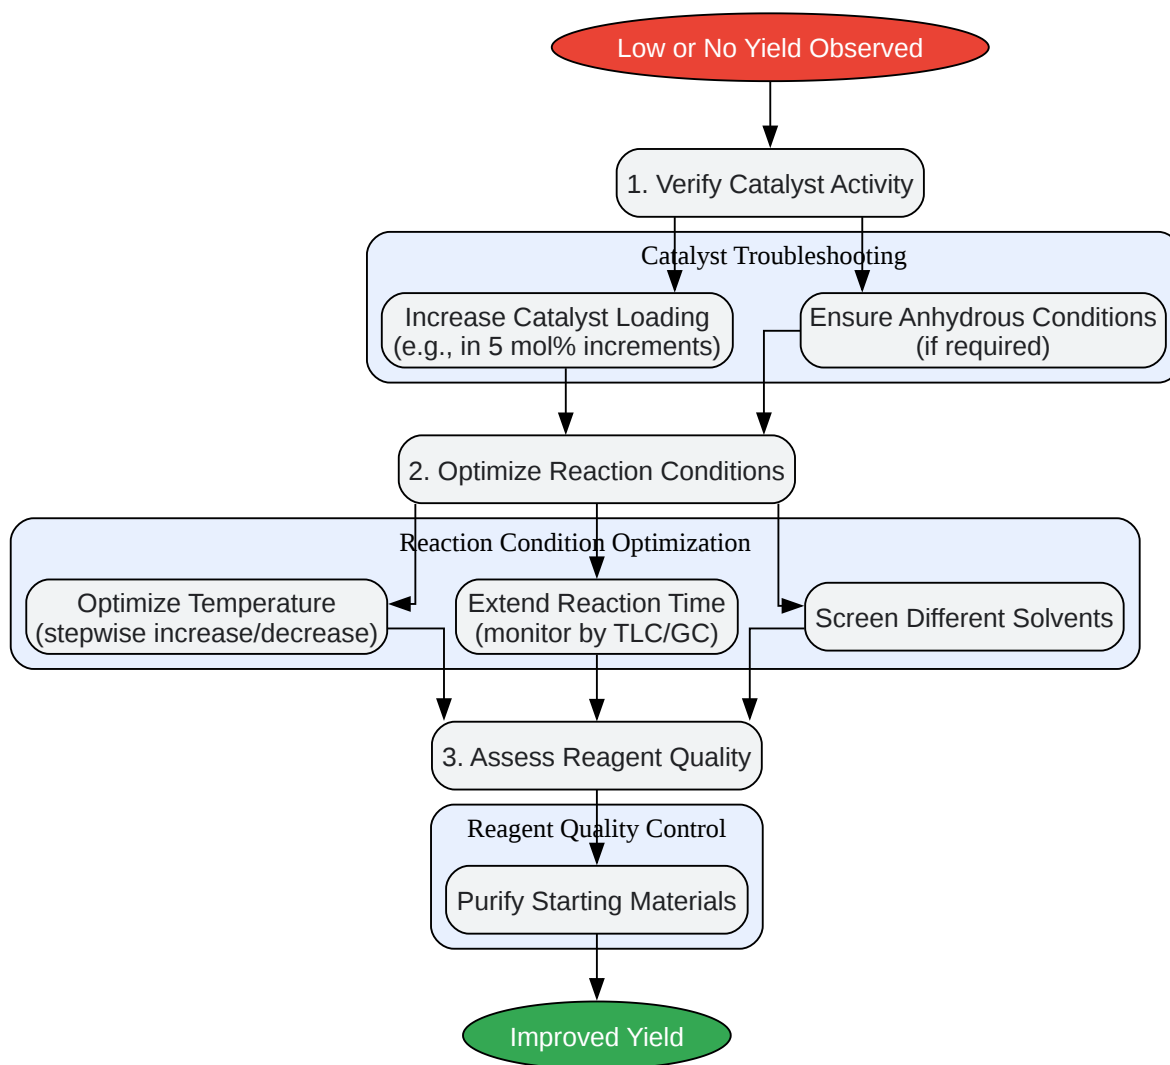 Low or No Yield Observed
1. Verify Catalyst Activity
Catalyst Troubleshooting
Increase Catalyst Loading
(e.g., in 5 mol% increments)
Ensure Anhydrous Conditions
(if required)
2. Optimize Reaction Conditions
Reaction Condition Optimization
Optimize Temperature
(stepwise increase/decrease)
Extend Reaction Time
(monitor by TLC/GC)
Screen Different Solvents
3. Assess Reagent Quality
Reagent Quality Control
Purify Starting Materials
Improved Yield